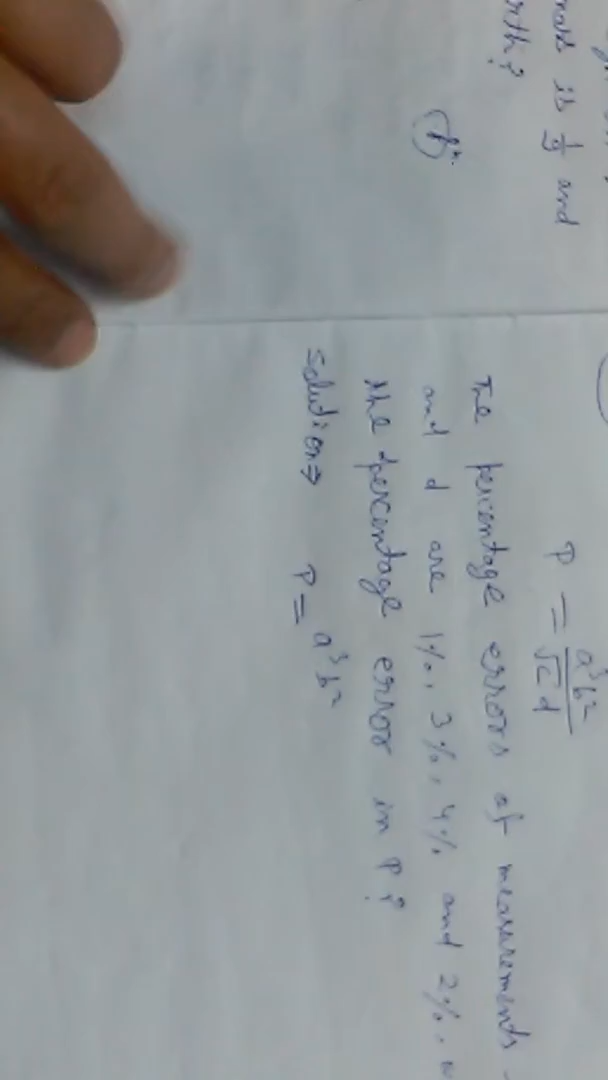 is 1/9 and
P = a³b²/√c d
The percentage errors of measurements
and d are 1%, 3%, 4% and 2%,
the percentage error in P?
Solution⇒ P = a³b²